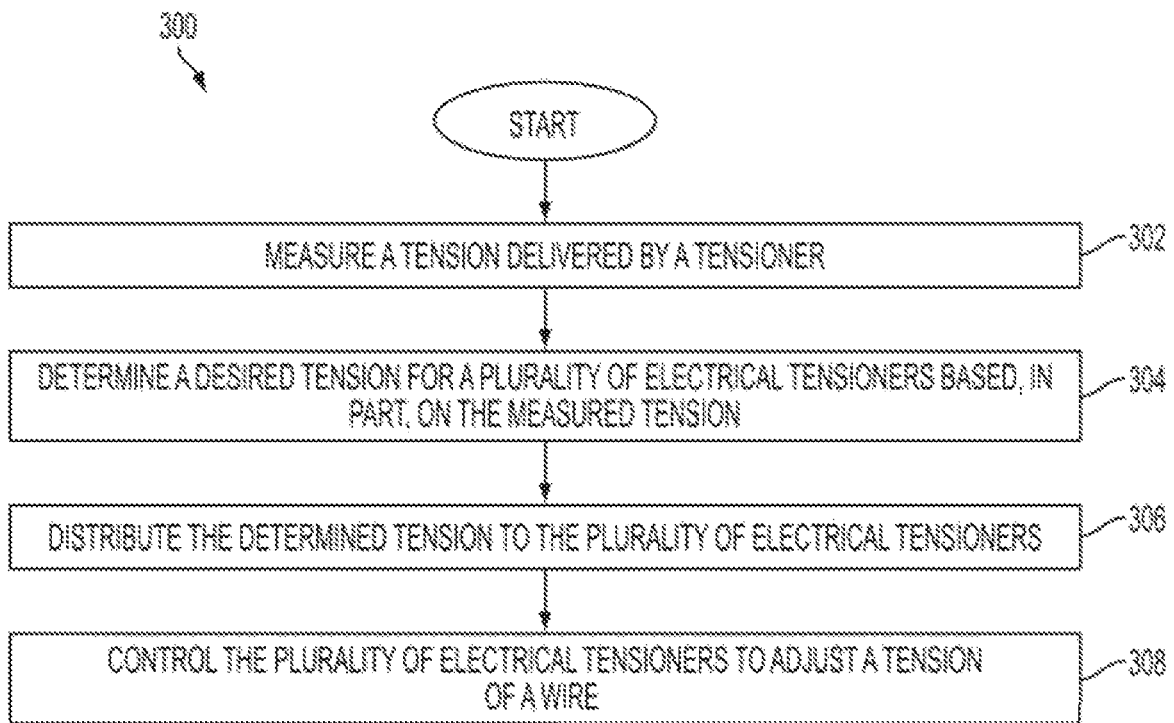 300
START
MEASURE A TENSION DELIVERED BY A TENSIONER
302
DETERMINE A DESIRED TENSION FOR A PLURALITY OF ELECTRICAL TENSIONERS BASED, IN
PART, ON THE MEASURED TENSION
304
DISTRIBUTE THE DETERMINED TENSION TO THE PLURALITY OF ELECTRICAL TENSIONERS
306
CONTROL THE PLURALITY OF ELECTRICAL TENSIONERS TO ADJUST A TENSION
OF A WIRE
308